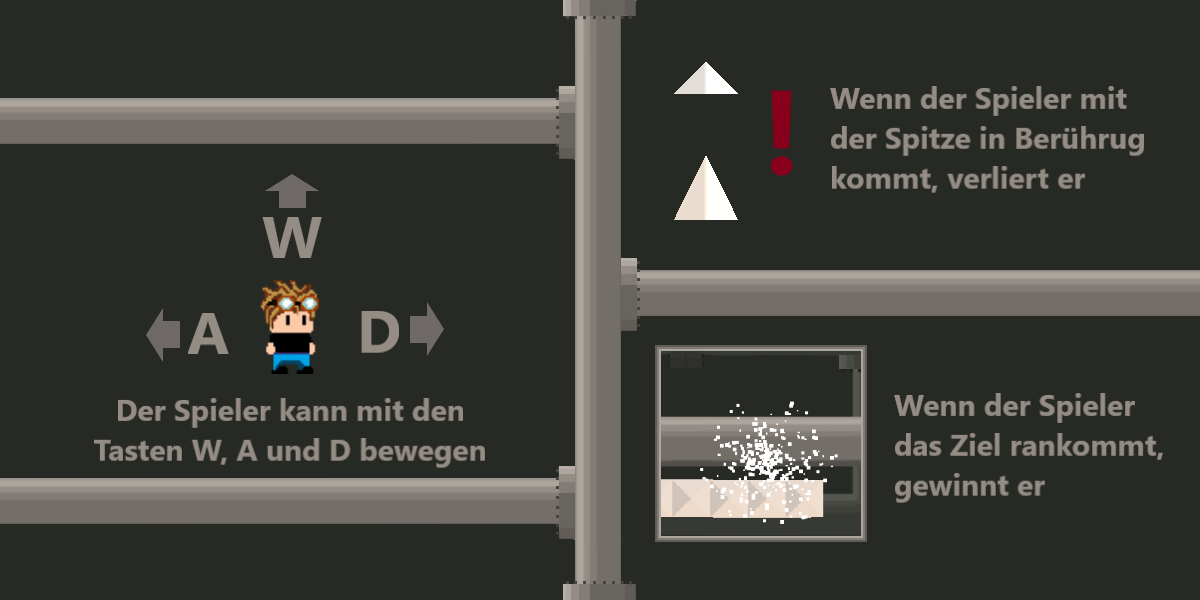 W
A
D
Der Spieler kann mit den
Tasten W, A und D bewegen
!
Wenn der Spieler mit
der Spitze in Berührug
kommt, verliert er
Wenn der Spieler
das Ziel rankommt,
gewinnt er